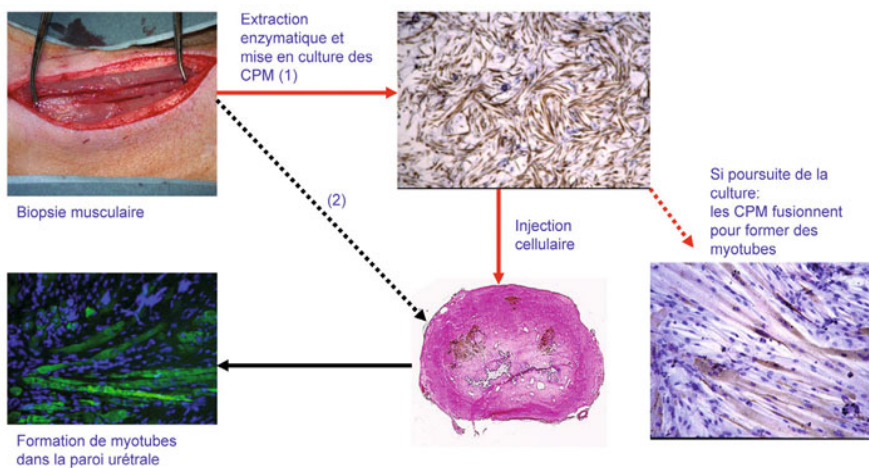 Extraction
enzymatique et
mise en culture des
CPM (1)
Biopsie musculaire
(2)
Injection
cellulaire
Si poursuite de la
culture:
les CPM fusionnent
pour former des
myotubes
Formation de myotubes
dans la paroi urétrale